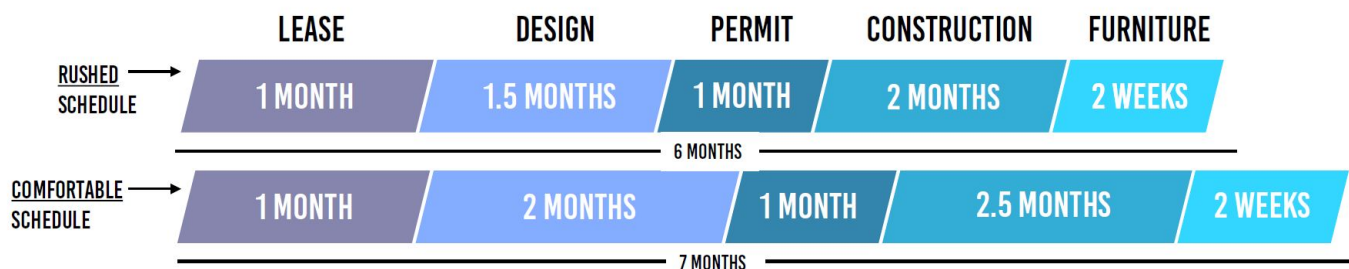 LEASE DESIGN PERMIT CONSTRUCTION FURNITURE
RUSHED
SCHEDULE
1 MONTH 1.5 MONTHS 1 MONTH 2 MONTHS 2 WEEKS
6 MONTHS
COMFORTABLE
SCHEDULE
1 MONTH 2 MONTHS 1 MONTH 2.5 MONTHS 2 WEEKS
7 MONTHS